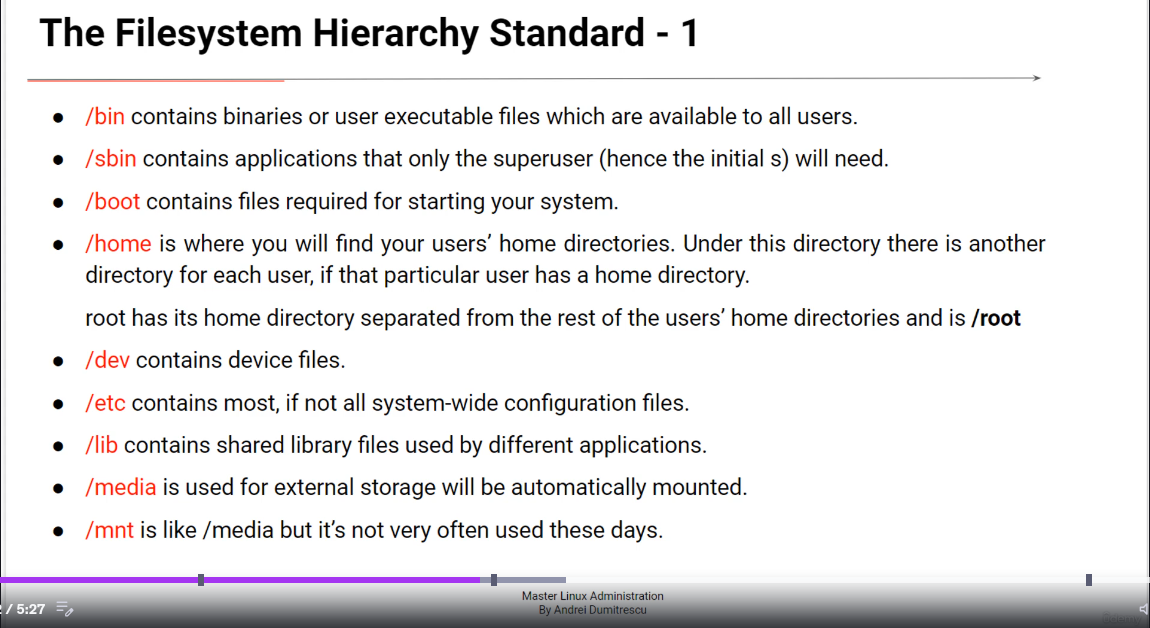 The Filesystem Hierarchy Standard - 1
● /bin contains binaries or user executable files which are available to all users.
● /sbin contains applications that only the superuser (hence the initial s) will need.
● /boot contains files required for starting your system.
● /home is where you will find your users’ home directories. Under this directory there is another
directory for each user, if that particular user has a home directory.
root has its home directory separated from the rest of the users’ home directories and is /root
● /dev contains device files.
● /etc contains most, if not all system-wide configuration files.
● /lib contains shared library files used by different applications.
● /media is used for external storage will be automatically mounted.
● /mnt is like /media but it’s not very often used these days.
Master Linux Administration
/ 5:27
By Andrei Dumitrescu